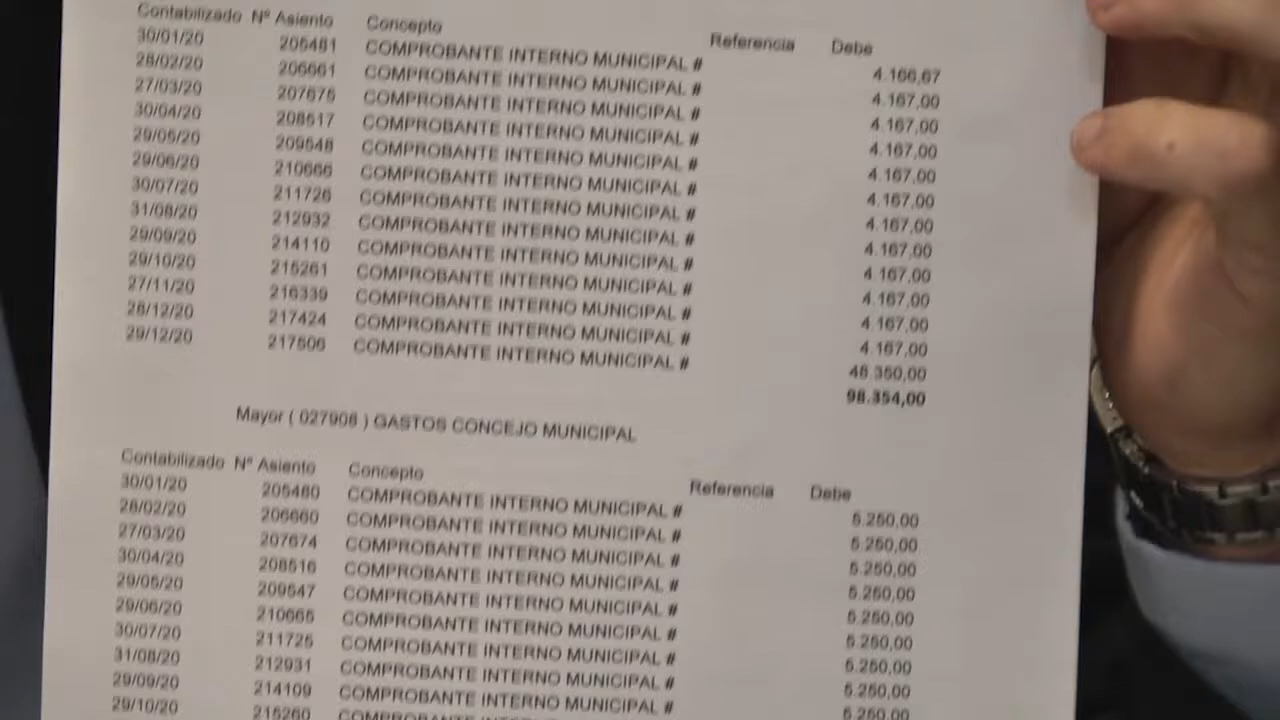 Contabilizado Nº Asiento Concepto Referencia Debe
30/01/20 205481 COMPROBANTE INTERNO MUNICIPAL # 4.166,67
28/02/20 206661 COMPROBANTE INTERNO MUNICIPAL # 4.167,00
27/03/20 207675 COMPROBANTE INTERNO MUNICIPAL # 4.167,00
30/04/20 208517 COMPROBANTE INTERNO MUNICIPAL # 4.167,00
29/05/20 209548 COMPROBANTE INTERNO MUNICIPAL # 4.167,00
29/06/20 210666 COMPROBANTE INTERNO MUNICIPAL # 4.167,00
30/07/20 211726 COMPROBANTE INTERNO MUNICIPAL # 4.167,00
31/08/20 212932 COMPROBANTE INTERNO MUNICIPAL # 4.167,00
29/09/20 214110 COMPROBANTE INTERNO MUNICIPAL # 4.167,00
29/10/20 215261 COMPROBANTE INTERNO MUNICIPAL # 4.167,00
27/11/20 216339 COMPROBANTE INTERNO MUNICIPAL # 4.167,00
28/12/20 217424 COMPROBANTE INTERNO MUNICIPAL # 4.167,00
29/12/20 217506 COMPROBANTE INTERNO MUNICIPAL # 48.350,00
98.354,00
Mayor ( 027908 ) GASTOS CONCEJO MUNICIPAL
Contabilizado Nº Asiento Concepto Referencia Debe
30/01/20 205480 COMPROBANTE INTERNO MUNICIPAL # 5.250,00
28/02/20 206660 COMPROBANTE INTERNO MUNICIPAL # 5.250,00
27/03/20 207674 COMPROBANTE INTERNO MUNICIPAL # 5.250,00
30/04/20 208516 COMPROBANTE INTERNO MUNICIPAL # 5.250,00
29/05/20 209547 COMPROBANTE INTERNO MUNICIPAL # 5.250,00
29/06/20 210665 COMPROBANTE INTERNO MUNICIPAL # 5.250,00
30/07/20 211725 COMPROBANTE INTERNO MUNICIPAL # 5.250,00
31/08/20 212931 COMPROBANTE INTERNO MUNICIPAL # 5.250,00
29/09/20 214109 COMPROBANTE INTERNO MUNICIPAL # 5.250,00
29/10/20 215260 COMPROBANTE INTERNO MUNICIPAL